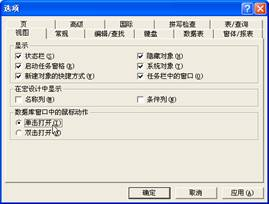 选项
页 高级 国际 拼写检查 表/查询
视图 常规 编辑/查找 键盘 数据表 窗体/报表
显示
状态栏(S) 隐藏对象(H)
启动任务窗格(R) 系统对象(Y)
新建对象的快捷方式(N) 任务栏中的窗口(W)
在宏设计中显示
名称列(M) 条件列(N)
数据库窗口中的鼠标动作
单击打开(I)
双击打开
确定 取消 应用(A)